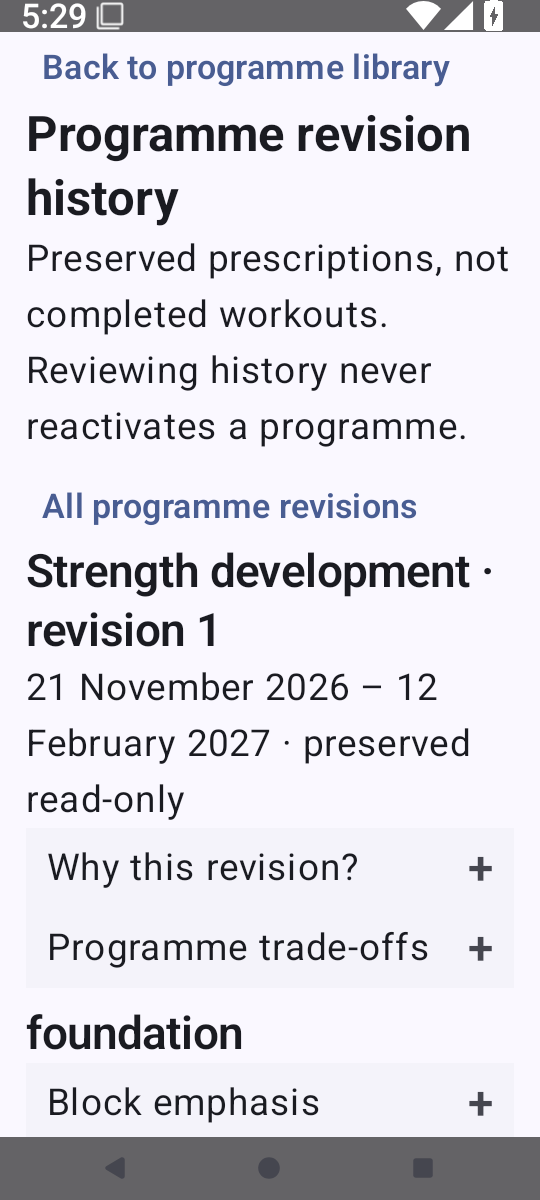 5:29
Back to programme library
Programme revision
history
Preserved prescriptions, not
completed workouts.
Reviewing history never
reactivates a programme.
All programme revisions
Strength development ·
revision 1
21 November 2026 – 12
February 2027 · preserved
read-only
Why this revision? +
Programme trade-offs +
foundation
Block emphasis +